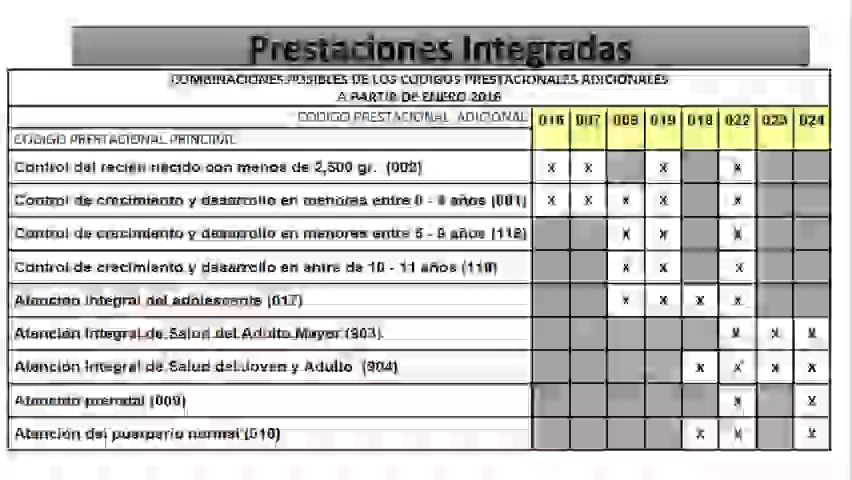 Prestaciones Integradas
COMBINACIONES POSIBLES DE LOS CODIGOS PRESTACIONALES ADICIONALES
A PARTIR DE ENERO 2016
CODIGO PRESTACIONAL ADICIONAL 016 007 008 019 018 022 023 024
CODIGO PRESTACIONAL PRINCIPAL
Control del recién nacido con menos de 2,500 gr. (002) x x x x
Control de crecimiento y desarrollo en menores entre 0 - 4 años (001) x x x x x
Control de crecimiento y desarrollo en menores entre 5 - 9 años (118) x x x
Control de crecimiento y desarrollo en entre de 10 - 11 años (119) x x x
Atencion Integral del adolescente (017) x x x x
Atención Integral de Salud del Adulto Mayor (903) x x x
Atención Integral de Salud del Joven y Adulto (904) x x x x
prenatal (009) x x
Atención del puerperio normal (010) x x x